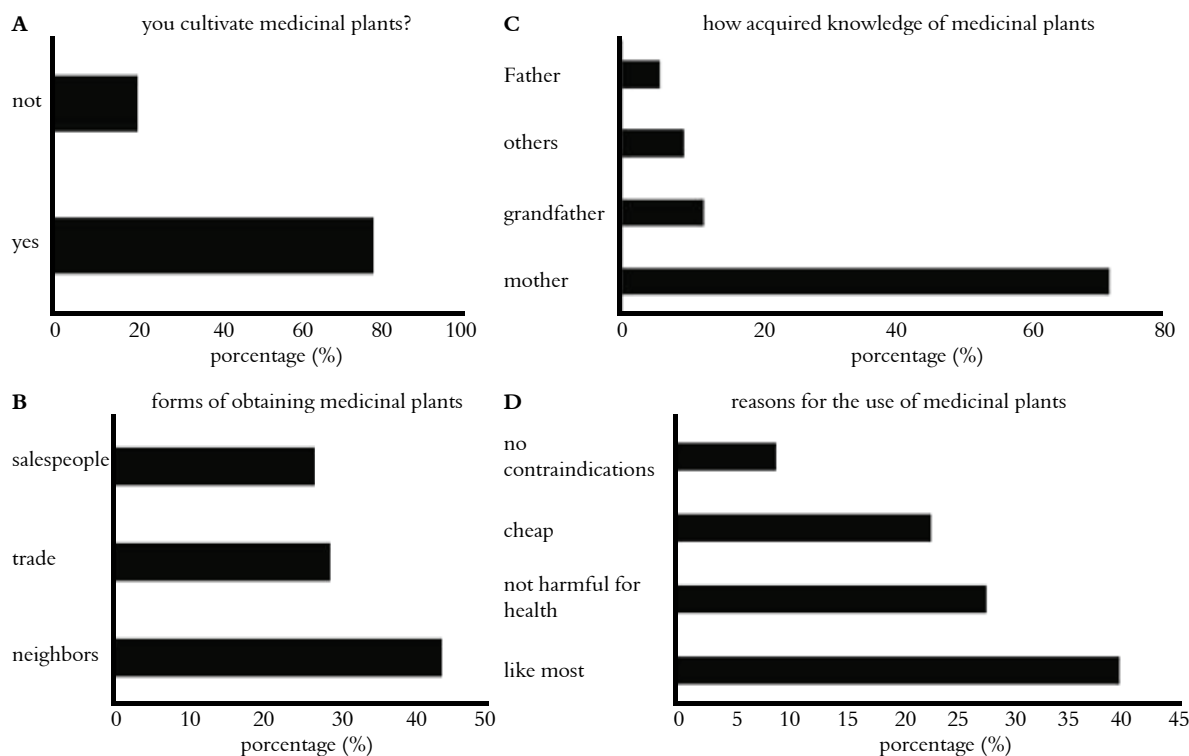 A
you cultivate medicinal plants?
not
yes
0 20 40 60 80 100
porcentage (%)
C
how acquired knowledge of medicinal plants
Father
others
grandfather
mother
0 20 40 60 80
porcentage (%)
B
forms of obtaining medicinal plants
salespeople
trade
neighbors
0 10 20 30 40 50
porcentage (%)
D
reasons for the use of medicinal plants
no
contraindications
cheap
not harmful for
health
like most
0 5 10 15 20 25 30 35 40 45
porcentage (%)